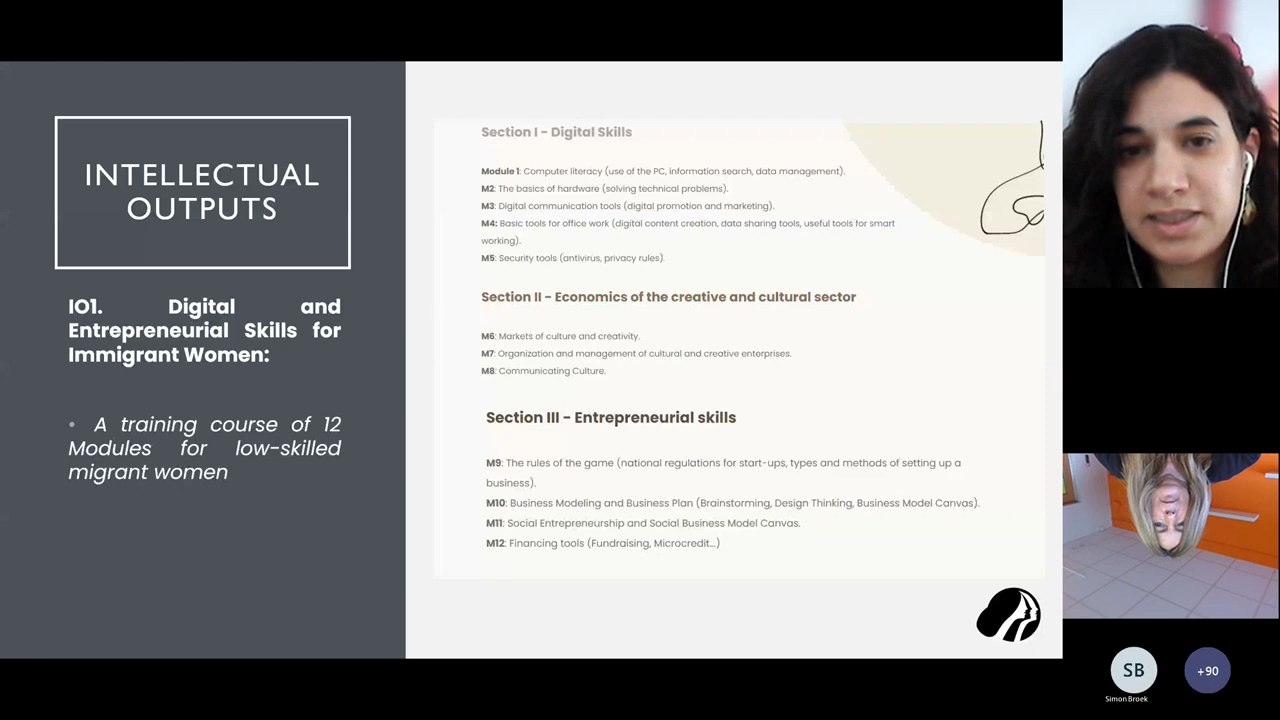 INTELLECTUAL
OUTPUTS
IO1. Digital and
Entrepreneurial Skills for
Immigrant Women:
• A training course of 12
Modules for low-skilled
migrant women
Section I - Digital Skills
Module 1: Computer literacy (use of the PC, information search, data management).
M2: The basics of hardware (solving technical problems).
M3: Digital communication tools (digital promotion and marketing).
M4: Basic tools for office work (digital content creation, data sharing tools, useful tools for smart
working).
M5: Security tools (antivirus, privacy rules).
Section II - Economics of the creative and cultural sector
M6: Markets of culture and creativity.
M7: Organization and management of cultural and creative enterprises.
M8: Communicating Culture.
Section III - Entrepreneurial skills
M9: The rules of the game (national regulations for start-ups, types and methods of setting up a
business).
M10: Business Modeling and Business Plan (Brainstorming, Design Thinking, Business Model Canvas).
M11: Social Entrepreneurship and Social Business Model Canvas.
M12: Financing tools (Fundraising, Microcredit...)
SB
+90
Simon Broek